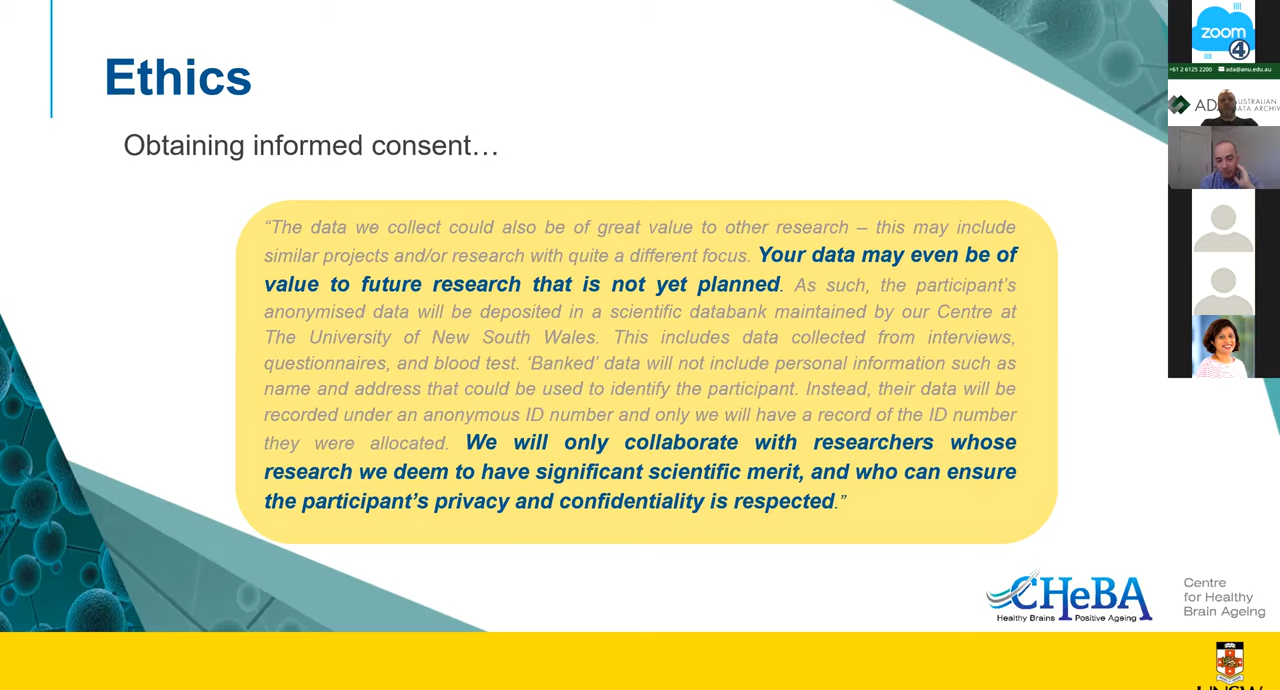 Ethics
Obtaining informed consent…
“The data we collect could also be of great value to other research – this may include
similar projects and/or research with quite a different focus. Your data may even be of
value to future research that is not yet planned. As such, the participant’s
anonymised data will be deposited in a scientific databank maintained by our Centre at
The University of New South Wales. This includes data collected from interviews,
questionnaires, and blood test. ‘Banked’ data will not include personal information such as
name and address that could be used to identify the participant. Instead, their data will be
recorded under an anonymous ID number and only we will have a record of the ID number
they were allocated. We will only collaborate with researchers whose
research we deem to have significant scientific merit, and who can ensure
the participant’s privacy and confidentiality is respected.”
CHeBA
Healthy Brains Positive Ageing
Centre
for Healthy
Brain Ageing
UNSW
zoom
4
+61 2 6125 2200 ada@anu.edu.au